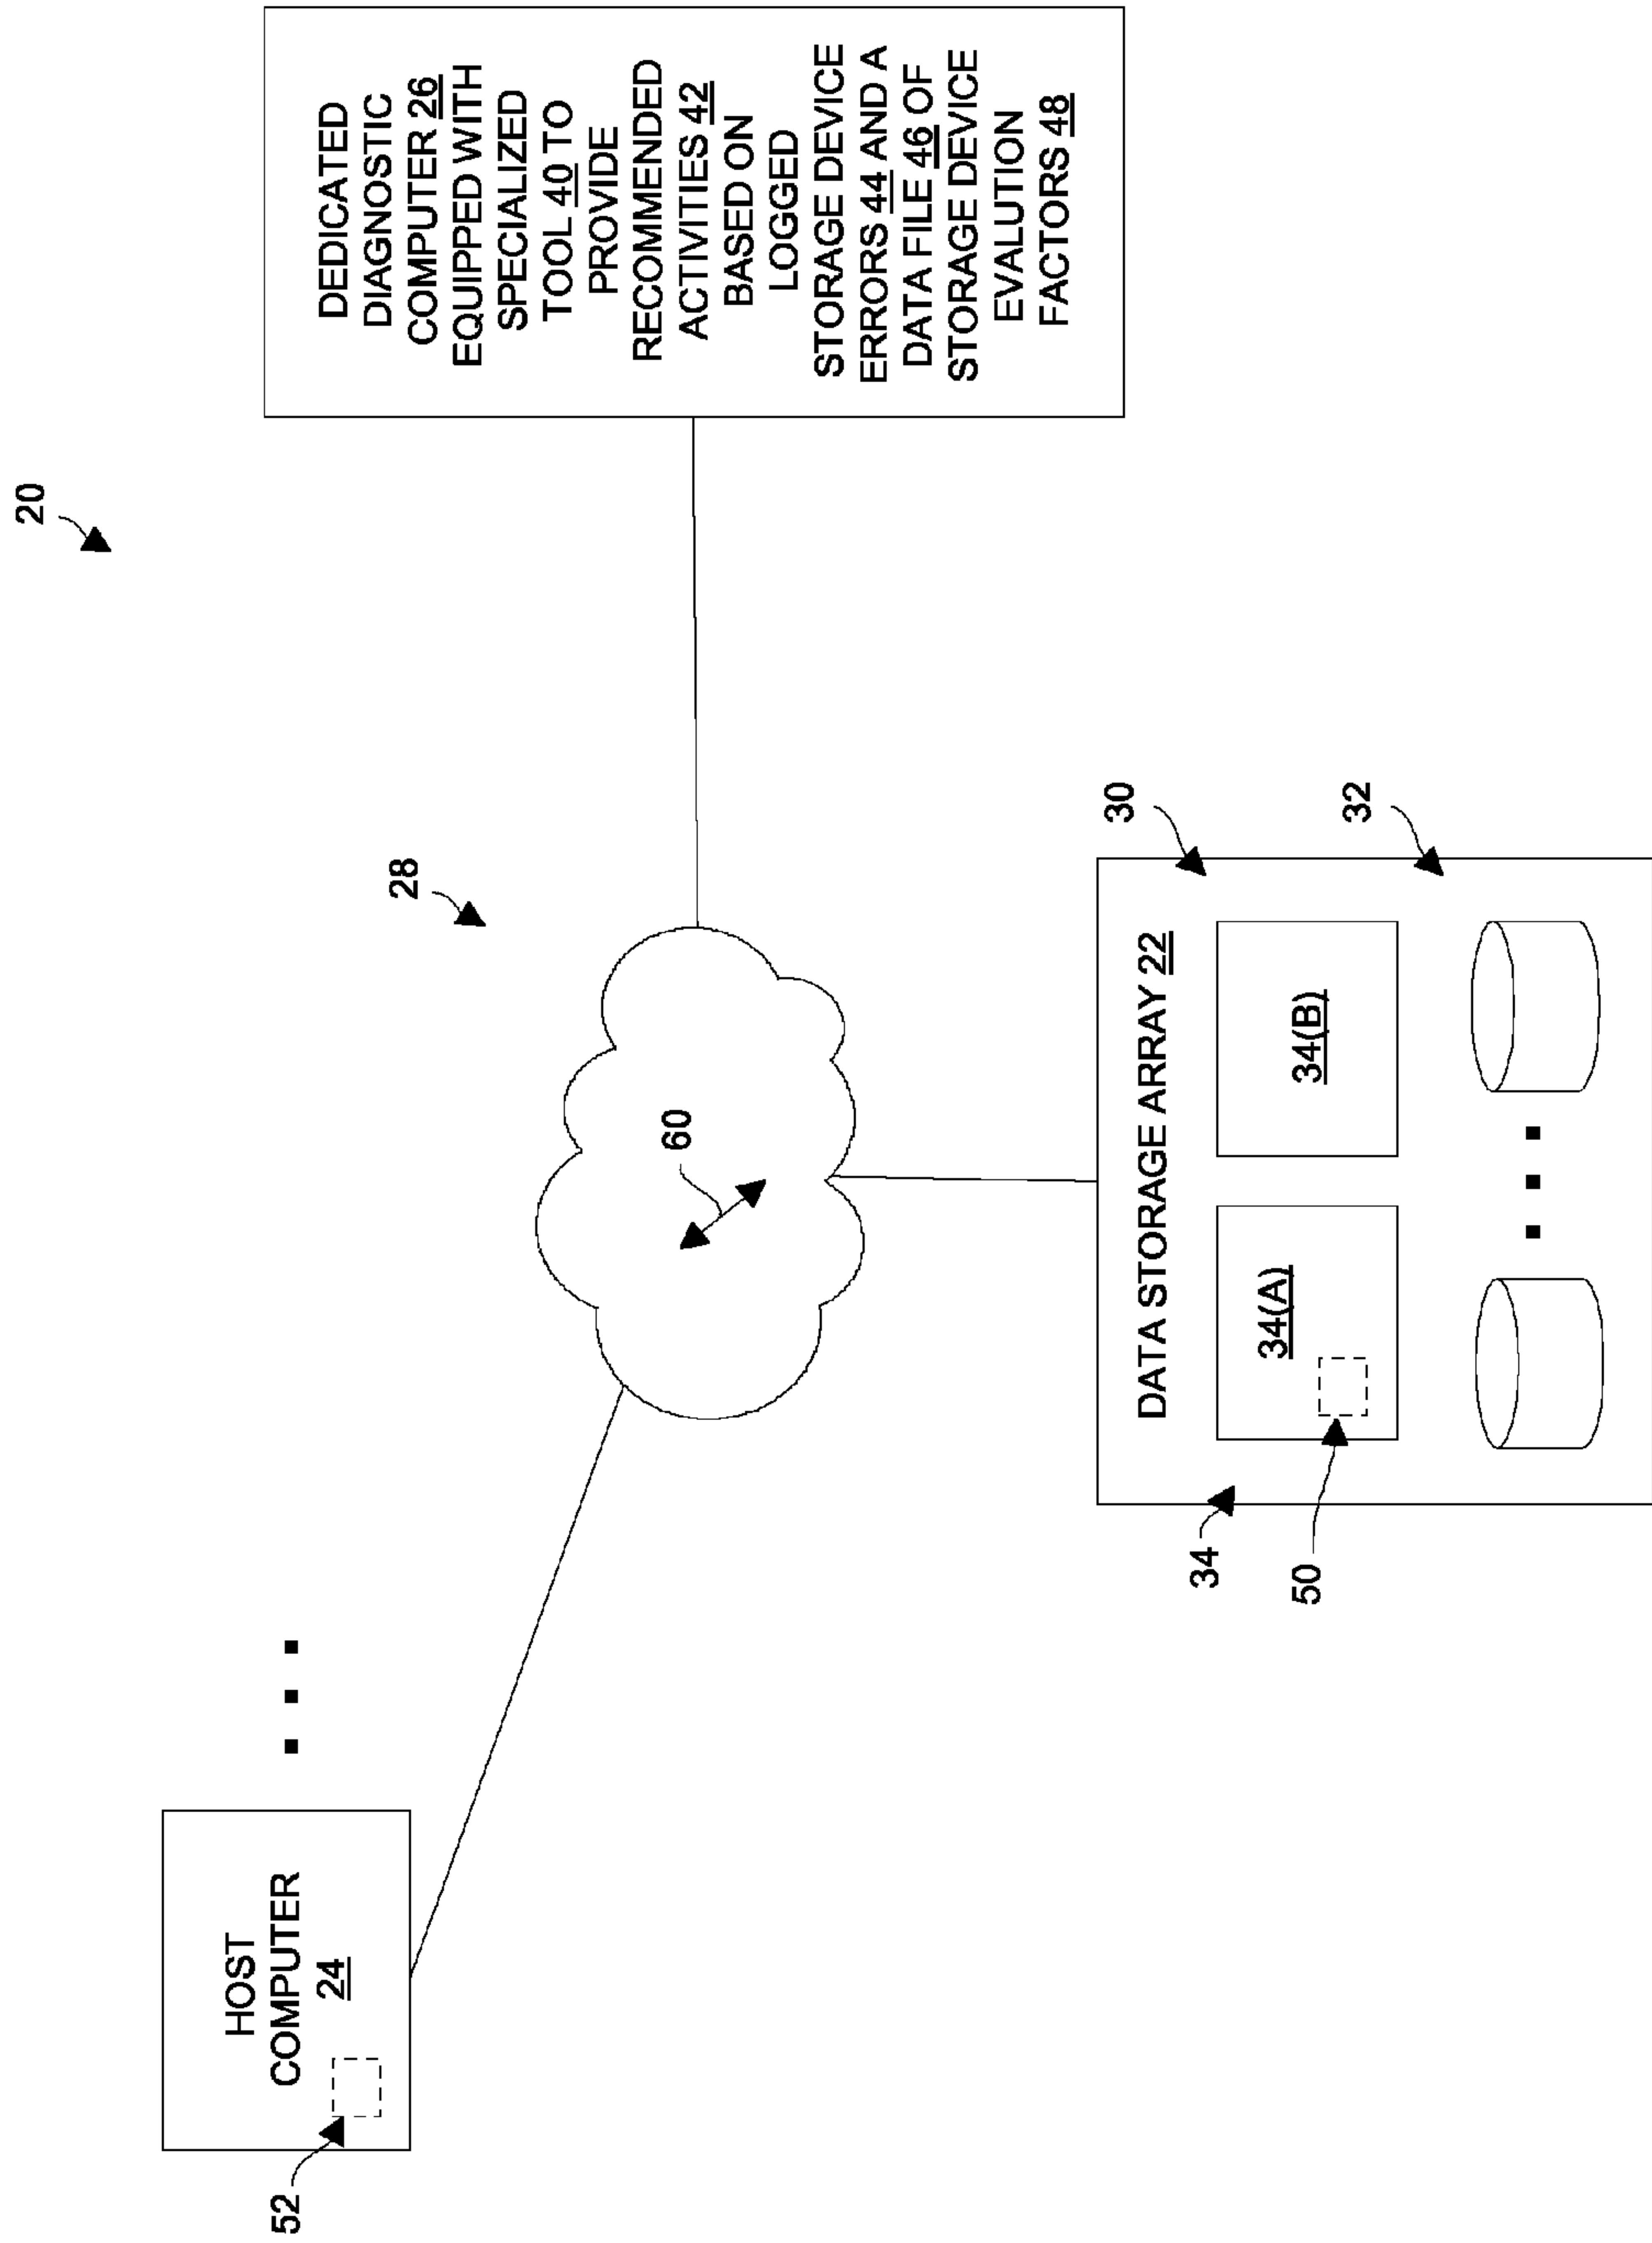 20
HOST
COMPUTER
24
52
28
60
DEDICATED
DIAGNOSTIC
COMPUTER 26
EQUIPPED WITH
SPECIALIZED
TOOL 40 TO
PROVIDE
RECOMMENDED
ACTIVITIES 42
BASED ON
LOGGED
STORAGE DEVICE
ERRORS 44 AND A
DATA FILE 46 OF
STORAGE DEVICE
EVALUTION
FACTORS 48
DATA STORAGE ARRAY 22
30
34
34(A)
34(B)
50
32